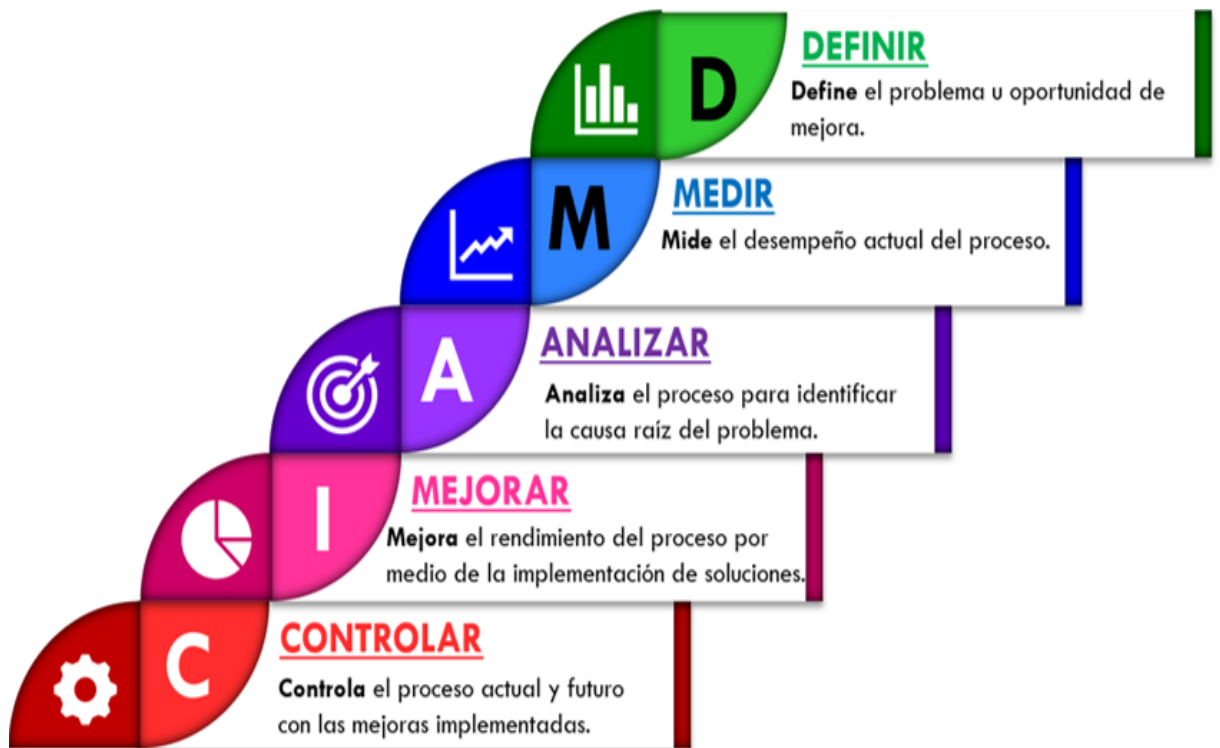 D
DEFINIR
Define el problema u oportunidad de
mejora.
M
MEDIR
Mide el desempeño actual del proceso.
A
ANALIZAR
Analiza el proceso para identificar
la causa raíz del problema.
I
MEJORAR
Mejora el rendimiento del proceso por
medio de la implementación de soluciones.
C
CONTROLAR
Controla el proceso actual y futuro
con las mejoras implementadas.